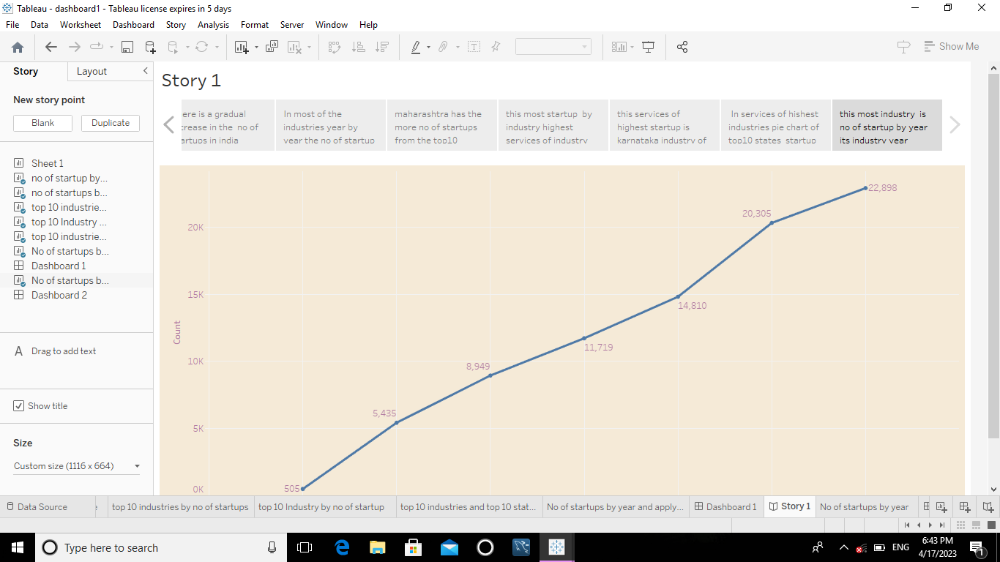 Tableau - dashboard1 - Tableau license expires in 5 days
File Data Worksheet Dashboard Story Analysis Format Server Window Help
Show Me
Story Layout
New story point
Blank Duplicate
Sheet 1
no of startup by...
no of startups b...
top 10 industrie...
top 10 Industry ...
top 10 industrie...
No of startups b...
Dashboard 1
No of startups b...
Dashboard 2
A Drag to add text
Show title
Size
Custom size (1116 x 664)
Story 1
ere is a gradual
crease in the no of
artups in india
In most of the
industries year by
year the no of startup
maharashtra has the
more no of startups
from the top10
this most startup by
industry highest
services of industry
this services of
highest startup is
karnataka industry of
In services of hishest
industries pie chart of
top10 states startup
this most industry is
no of startup by year
its industry year
Count
20K
15K
10K
5K
0K
505
5,435
8,949
11,719
14,810
20,305
22,898
Data Source
top 10 industries by no of startups
top 10 Industry by no of startup
top 10 industries and top 10 stat...
No of startups by year and apply...
Dashboard 1
Story 1
No of startups by year
Type here to search
ENG
6:43 PM
4/17/2023
1